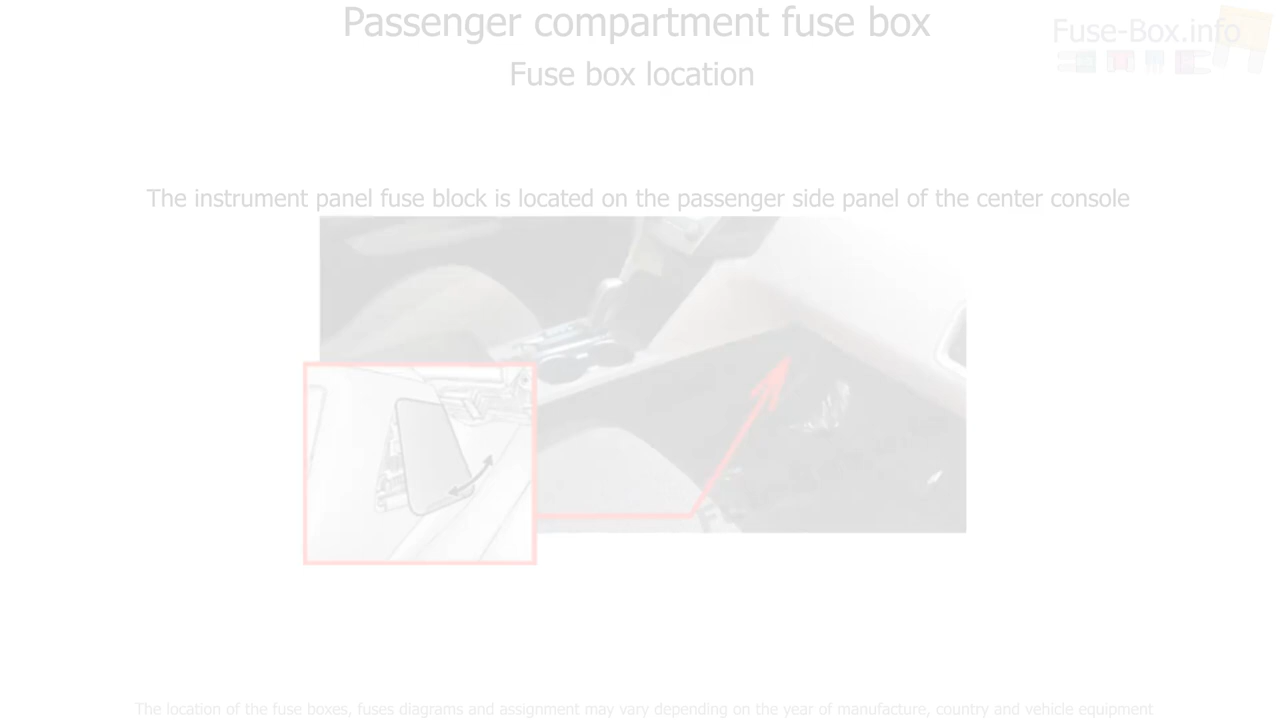 Passenger compartment fuse box
Fuse-Box.info
Fuse box location
The instrument panel fuse block is located on the passenger side panel of the center console
The location of the fuse boxes, fuses diagrams and assignment may vary depending on the year of manufacture, country and vehicle equipment